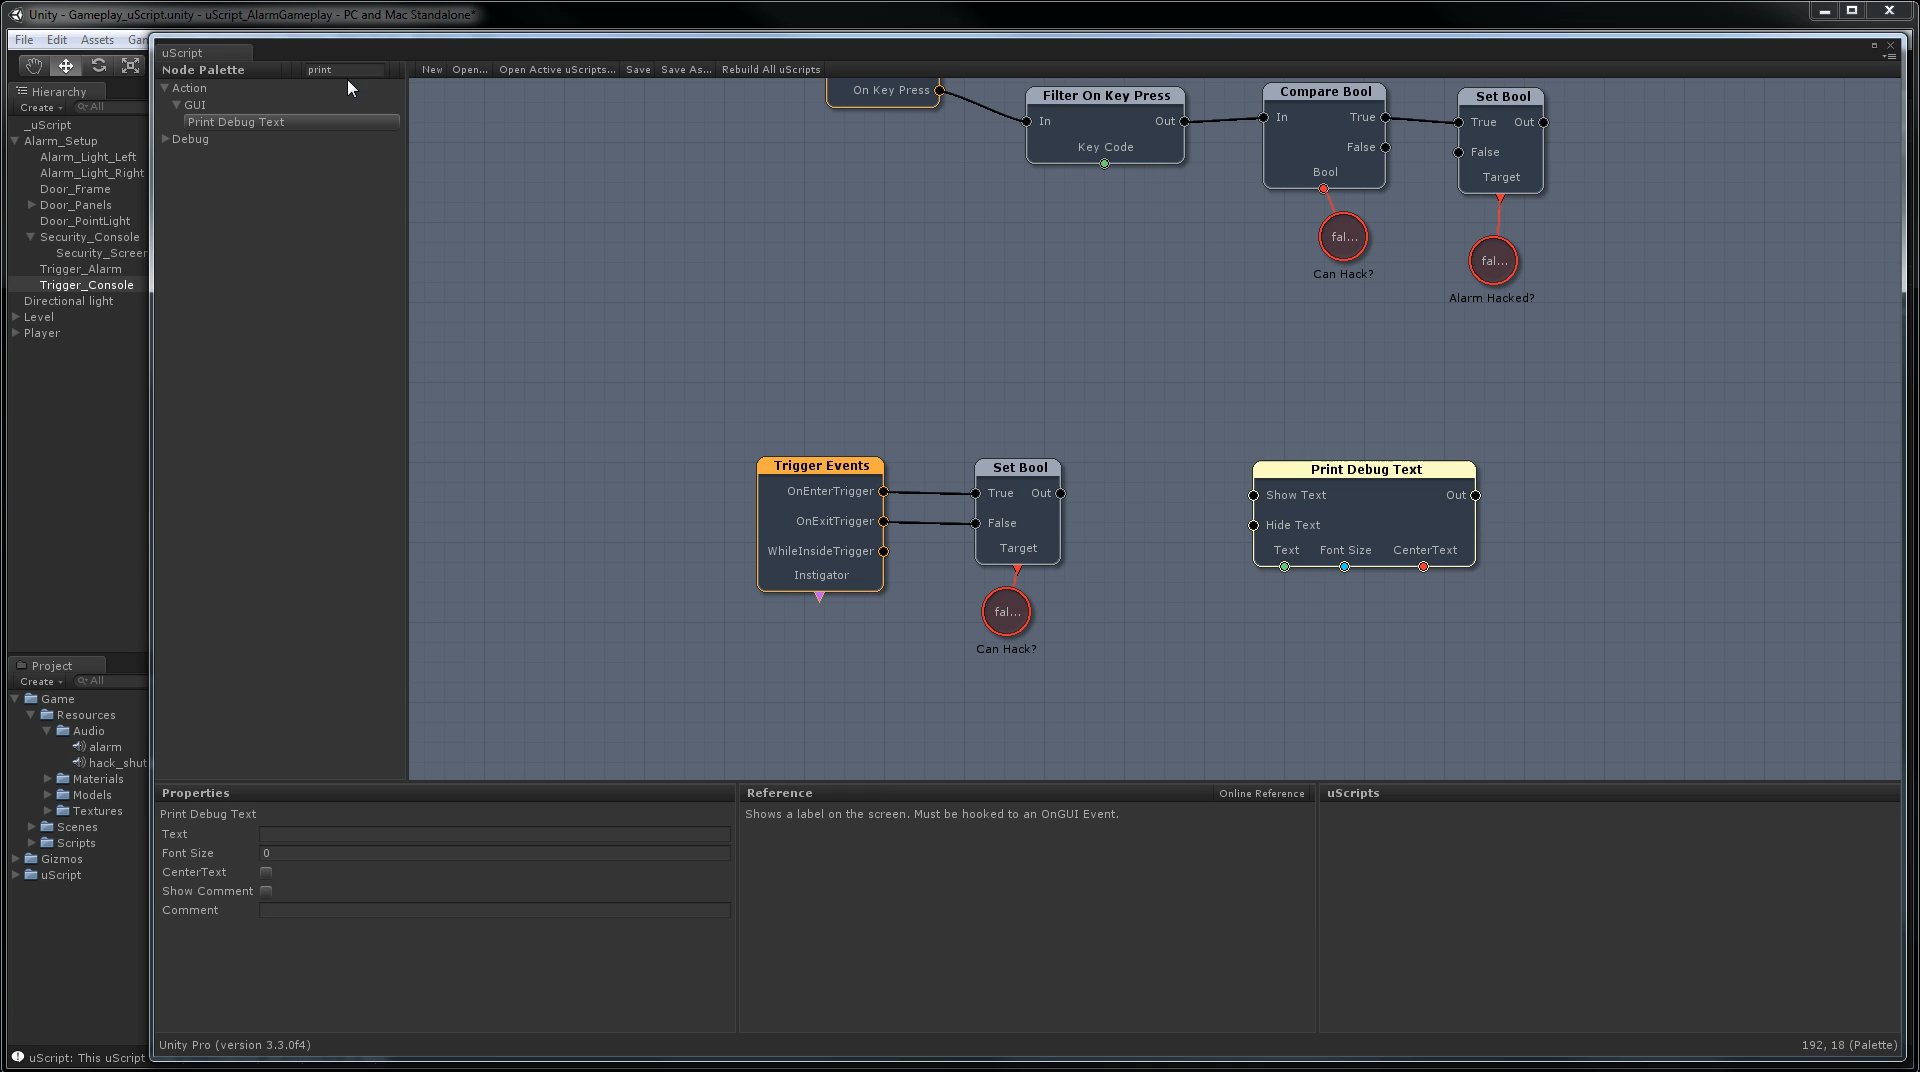 Unity - Gameplay_uScript.unity - uScript_AlarmGameplay - PC and Mac Standalone*
File Edit Assets
uScript
Node Palette
print
New Open... Open Active uScripts... Save Save As... Rebuild All uScripts
Hierarchy
Create All
_uScript
Alarm_Setup
Alarm_Light_Left
Alarm_Light_Right
Door_Frame
Door_Panels
Door_PointLight
Security_Console
Security_Screer
Trigger_Alarm
Trigger_Console
Directional light
Level
Player
Action
GUI
Print Debug Text
Debug
On Key Press
Filter On Key Press
In Out
Key Code
Compare Bool
In True
False
Bool
fal...
Can Hack?
Set Bool
True Out
False
Target
fal...
Alarm Hacked?
Trigger Events
OnEnterTrigger
OnExitTrigger
WhileInsideTrigger
Instigator
Set Bool
True Out
False
Target
fal...
Can Hack?
Print Debug Text
Show Text Out
Hide Text
Text Font Size CenterText
Project
Create All
Game
Resources
Audio
alarm
hack_shut
Materials
Models
Textures
Scenes
Scripts
Gizmos
uScript
Properties
Print Debug Text
Text
Font Size 0
CenterText
Show Comment
Comment
Reference Online Reference
Shows a label on the screen. Must be hooked to an OnGUI Event.
uScripts
Unity Pro (version 3.3.0f4)
192, 18 (Palette)
uScript: This uScript